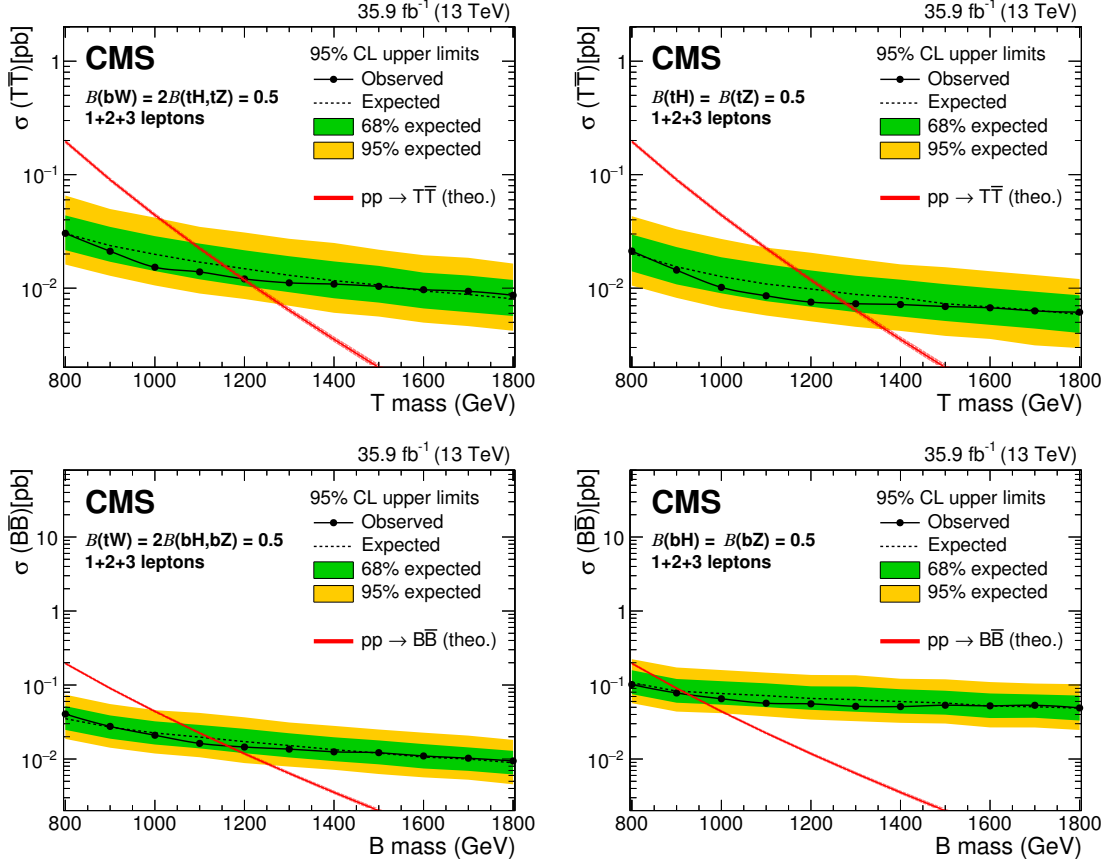 35.9 fb⁻¹ (13 TeV)
σ (TT̅)[pb]
CMS
B(bW) = 2B(tH,tZ) = 0.5
1+2+3 leptons
95% CL upper limits
Observed
Expected
68% expected
95% expected
pp → TT̅ (theo.)
1
10⁻¹
10⁻²
800 1000 1200 1400 1600 1800
T mass (GeV)
35.9 fb⁻¹ (13 TeV)
σ (TT̅)[pb]
CMS
B(tH) = B(tZ) = 0.5
1+2+3 leptons
95% CL upper limits
Observed
Expected
68% expected
95% expected
pp → TT̅ (theo.)
1
10⁻¹
10⁻²
800 1000 1200 1400 1600 1800
T mass (GeV)
35.9 fb⁻¹ (13 TeV)
σ (BB̅)[pb]
CMS
B(tW) = 2B(bH,bZ) = 0.5
1+2+3 leptons
95% CL upper limits
Observed
Expected
68% expected
95% expected
pp → BB̅ (theo.)
10
1
10⁻¹
10⁻²
800 1000 1200 1400 1600 1800
B mass (GeV)
35.9 fb⁻¹ (13 TeV)
σ (BB̅)[pb]
CMS
B(bH) = B(bZ) = 0.5
1+2+3 leptons
95% CL upper limits
Observed
Expected
68% expected
95% expected
pp → BB̅ (theo.)
10
1
10⁻¹
10⁻²
800 1000 1200 1400 1600 1800
B mass (GeV)